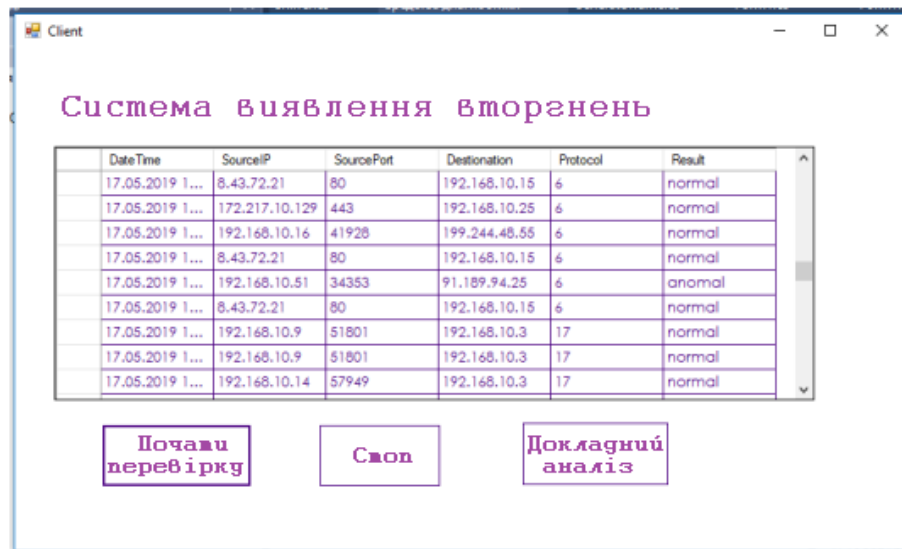 Client
Система виявлення вторгнень
DateTime SourceIP SourcePort Destionation Protocol Result
17.05.2019 1... 8.43.72.21 80 192.168.10.15 6 normal
17.05.2019 1... 172.217.10.129 443 192.168.10.25 6 normal
17.05.2019 1... 192.168.10.16 41928 199.244.48.55 6 normal
17.05.2019 1... 8.43.72.21 80 192.168.10.15 6 normal
17.05.2019 1... 192.168.10.51 34353 91.189.94.25 6 anomal
17.05.2019 1... 8.43.72.21 80 192.168.10.15 6 normal
17.05.2019 1... 192.168.10.9 51801 192.168.10.3 17 normal
17.05.2019 1... 192.168.10.9 51801 192.168.10.3 17 normal
17.05.2019 1... 192.168.10.14 57949 192.168.10.3 17 normal
Почати
перевірку
Стоп
Докладний
аналіз